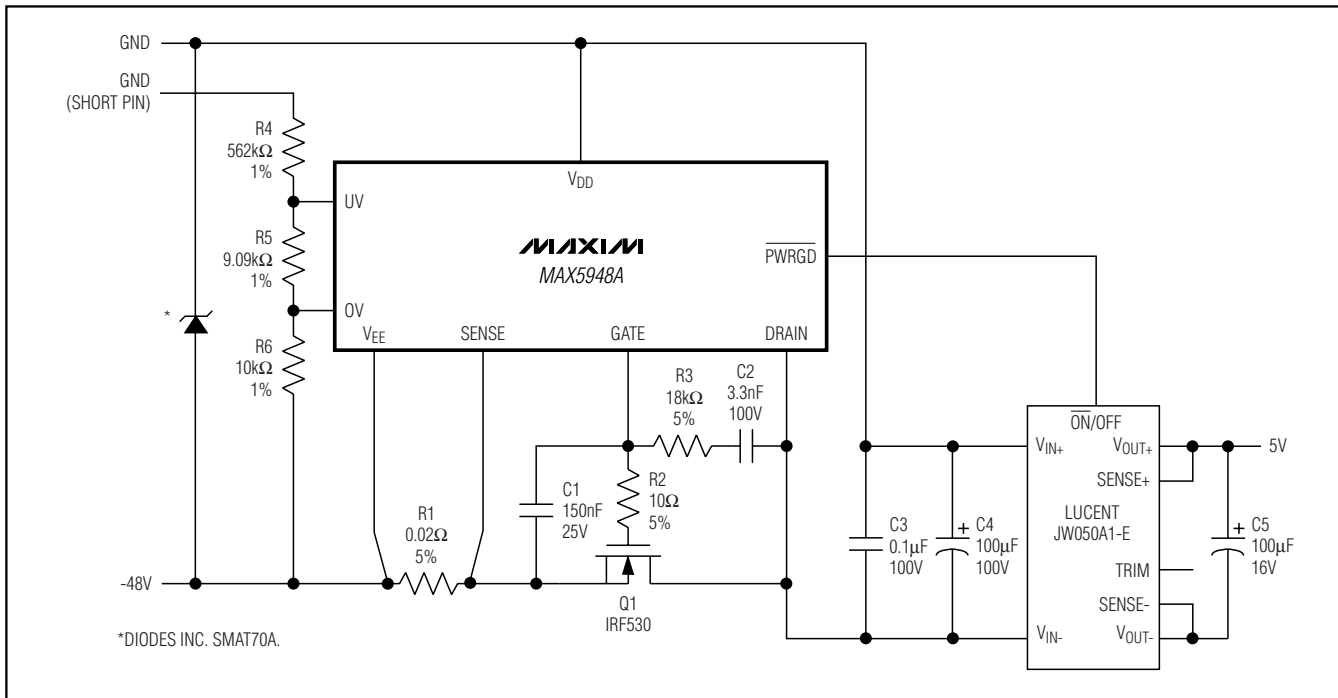 GND
GND
(SHORT PIN)
R4
562kΩ
1%
VDD
UV
R5
9.09kΩ
1%
MAXIM
MAX5948A
PWRGD
OV
VEE
SENSE
GATE
DRAIN
*
R6
10kΩ
1%
R3
18kΩ
5%
C2
3.3nF
100V
ON/OFF
VIN+
VOUT+
5V
SENSE+
R2
10Ω
5%
C1
150nF
25V
R1
0.02Ω
5%
C3
0.1µF
100V
+
C4
100µF
100V
LUCENT
JW050A1-E
+
C5
100µF
16V
TRIM
-48V
SENSE-
Q1
IRF530
VIN-
VOUT-
*DIODES INC. SMAT70A.